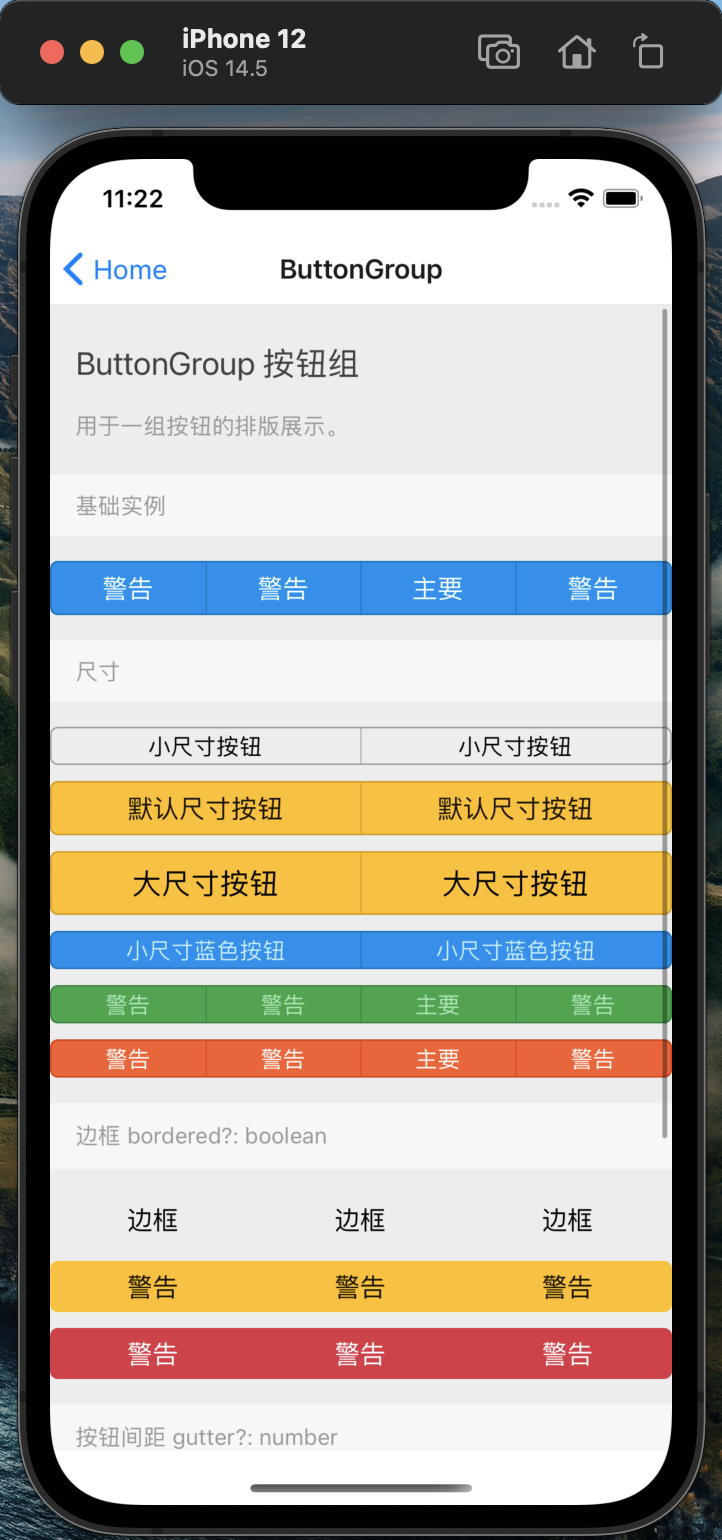 iPhone 12
iOS 14.5
11:22
Home ButtonGroup
ButtonGroup 按钮组
用于一组按钮的排版展示。
基础实例
警告 警告 主要 警告
尺寸
小尺寸按钮 小尺寸按钮
默认尺寸按钮 默认尺寸按钮
大尺寸按钮 大尺寸按钮
小尺寸蓝色按钮 小尺寸蓝色按钮
警告 警告 主要 警告
警告 警告 主要 警告
边框 bordered?: boolean
边框 边框 边框
警告 警告 警告
警告 警告 警告
按钮间距 gutter?: number